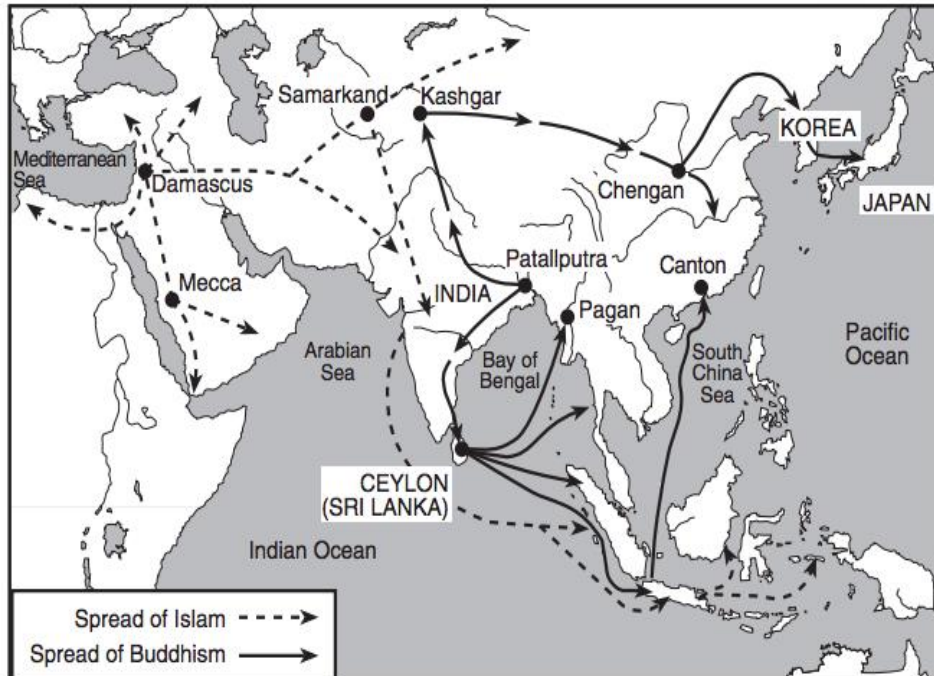 Samarkand
Kashgar
KOREA
Mediterranean
Sea
Damascus
Chengan
JAPAN
Patallputra
Canton
Mecca
INDIA
Pagan
Pacific
Ocean
Arabian
Sea
Bay of
Bengal
South
China
Sea
CEYLON
(SRI LANKA)
Indian Ocean
Spread of Islam
Spread of Buddhism